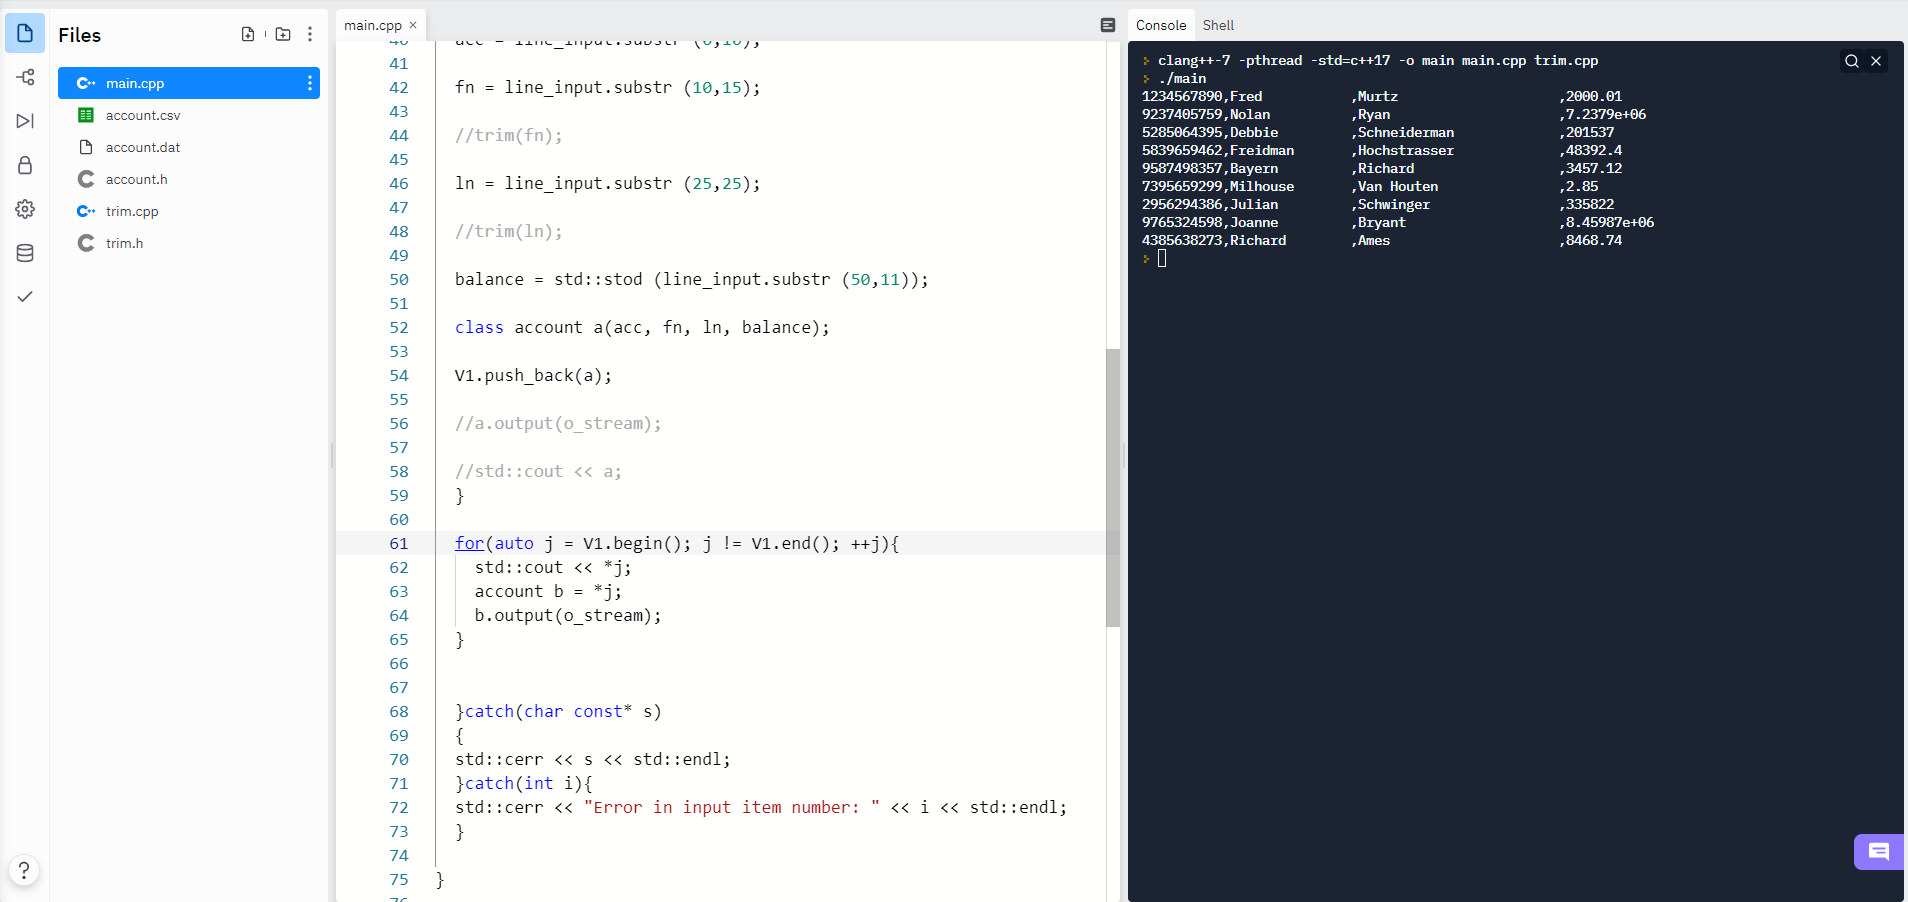 Files
main.cpp
account.csv
account.dat
account.h
trim.cpp
trim.h
main.cpp ×
40 acc = line_input.substr (0,10);
41
42 fn = line_input.substr (10,15);
43
44 //trim(fn);
45
46 ln = line_input.substr (25,25);
47
48 //trim(ln);
49
50 balance = std::stod (line_input.substr (50,11));
51
52 class account a(acc, fn, ln, balance);
53
54 V1.push_back(a);
55
56 //a.output(o_stream);
57
58 //std::cout << a;
59 }
60
61 for(auto j = V1.begin(); j != V1.end(); ++j){
62 std::cout << *j;
63 account b = *j;
64 b.output(o_stream);
65 }
66
67
68 }catch(char const* s)
69 {
70 std::cerr << s << std::endl;
71 }catch(int i){
72 std::cerr << "Error in input item number: " << i << std::endl;
73 }
74
75 }
76
Console Shell
clang++-7 -pthread -std=c++17 -o main main.cpp trim.cpp
./main
1234567890,Fred ,Murtz ,2000.01
9237405759,Nolan ,Ryan ,7.2379e+06
5285064395,Debbie ,Schneiderman ,201537
5839659462,Freidman ,Hochstrasser ,48392.4
9587498357,Bayern ,Richard ,3457.12
7395659299,Milhouse ,Van Houten ,2.85
2956294386,Julian ,Schwinger ,335822
9765324598,Joanne ,Bryant ,8.45987e+06
4385638273,Richard ,Ames ,8468.74
?